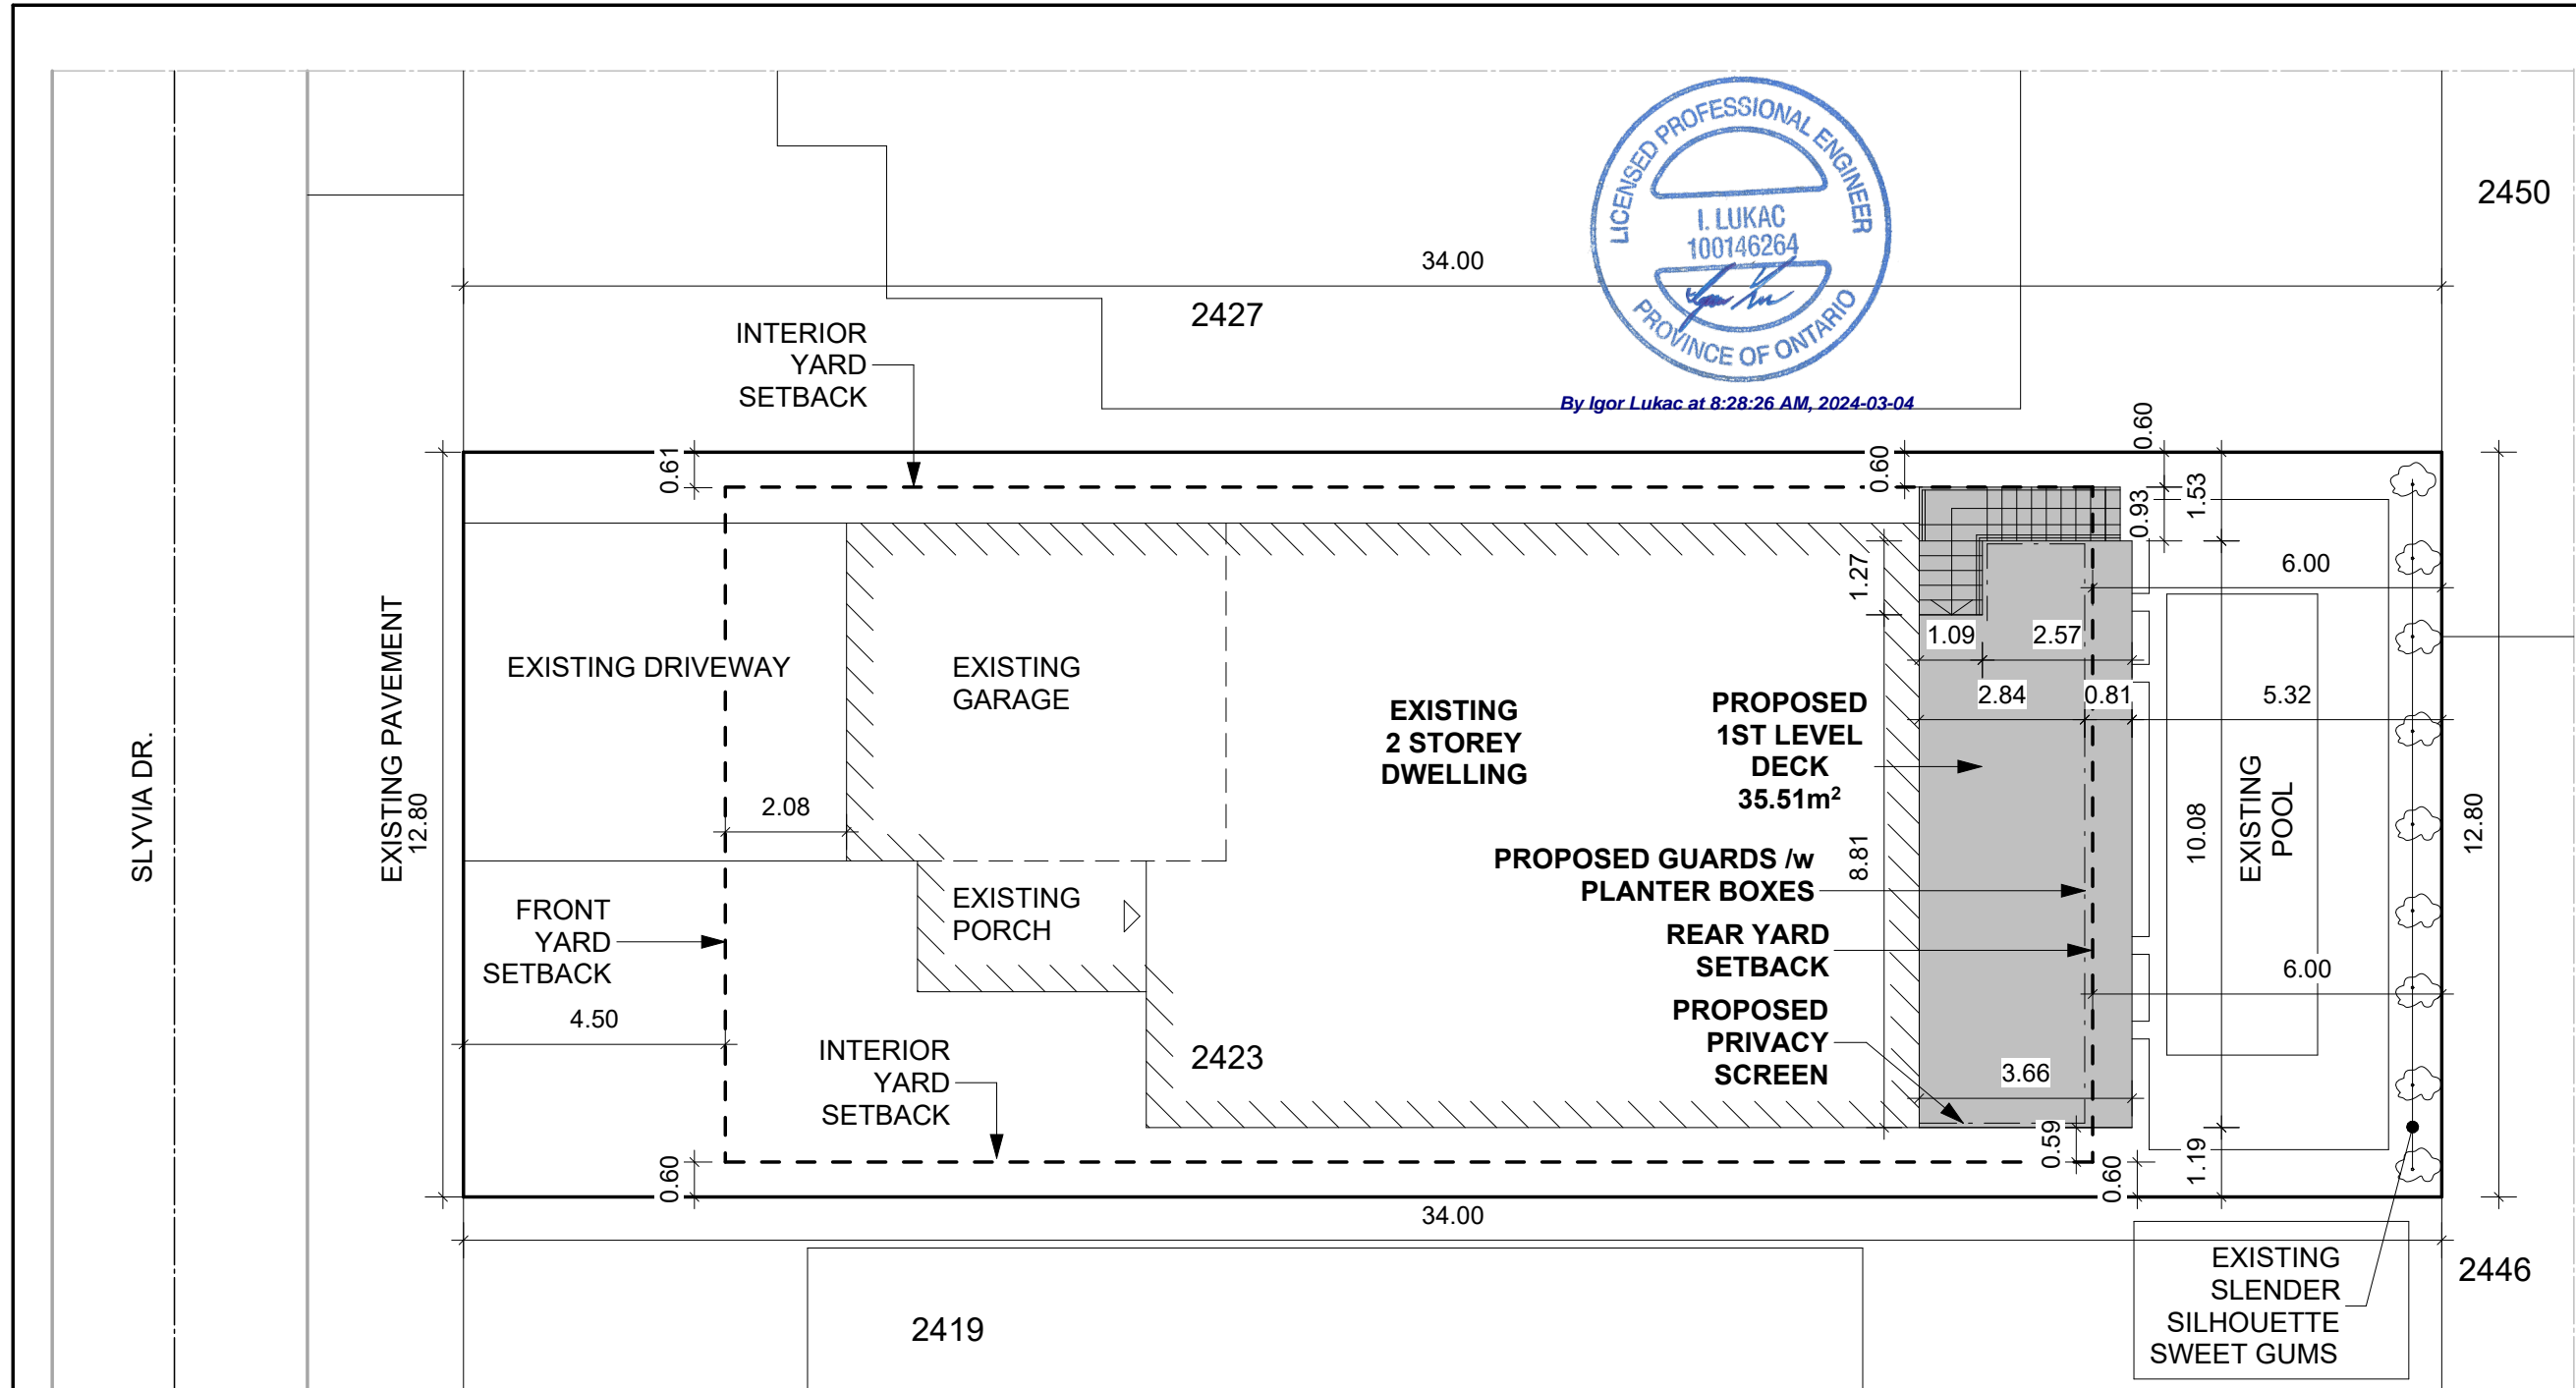 2450
LICENSED PROFESSIONAL ENGINEER
I. LUKAC
100146264
PROVINCE OF ONTARIO
By Igor Lukac at 8:28:26 AM, 2024-03-04
34.00
2427
INTERIOR
YARD
SETBACK
0.61
0.60
0.60
0.93
1.53
6.00
1.27
1.09
2.57
2.84
0.81
5.32
SLYVIA DR.
EXISTING PAVEMENT
12.80
EXISTING DRIVEWAY
EXISTING
GARAGE
EXISTING
2 STOREY
DWELLING
PROPOSED
1ST LEVEL
DECK
35.51m²
2.08
8.81
10.08
EXISTING
POOL
12.80
PROPOSED GUARDS /w
PLANTER BOXES
EXISTING
PORCH
FRONT
YARD
SETBACK
REAR YARD
SETBACK
6.00
4.50
PROPOSED
PRIVACY
SCREEN
INTERIOR
YARD
SETBACK
2423
3.66
0.59
0.60
0.60
1.19
34.00
2419
EXISTING
SLENDER
SILHOUETTE
SWEET GUMS
2446